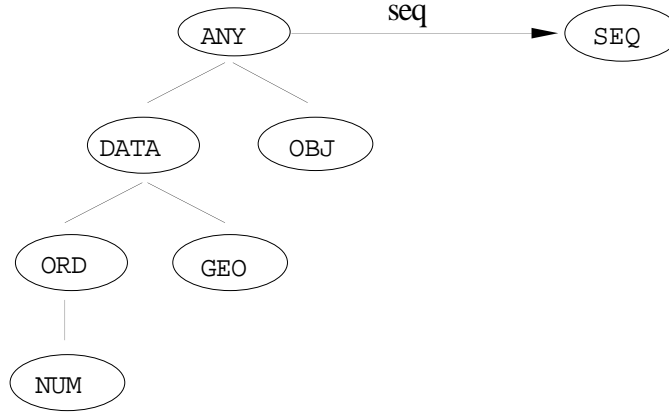 seq
ANY
SEQ
DATA
OBJ
ORD
GEO
NUM